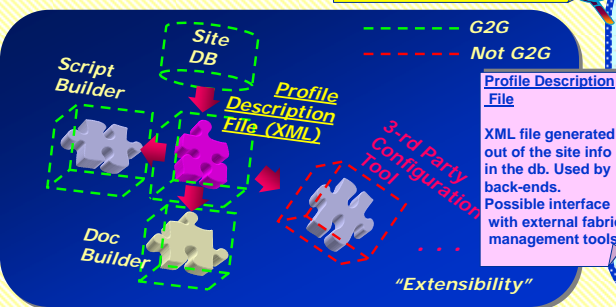 G2G
Not G2G
Site
DB
Script
Builder
Profile
Description
File (XML)
3-rd Party
Configuration
Tool
Doc
Builder
. . .
“Extensibility”
Profile Description
File
XML file generated
out of the site info
in the db. Used by
back-ends.
Possible interface
with external
management tools